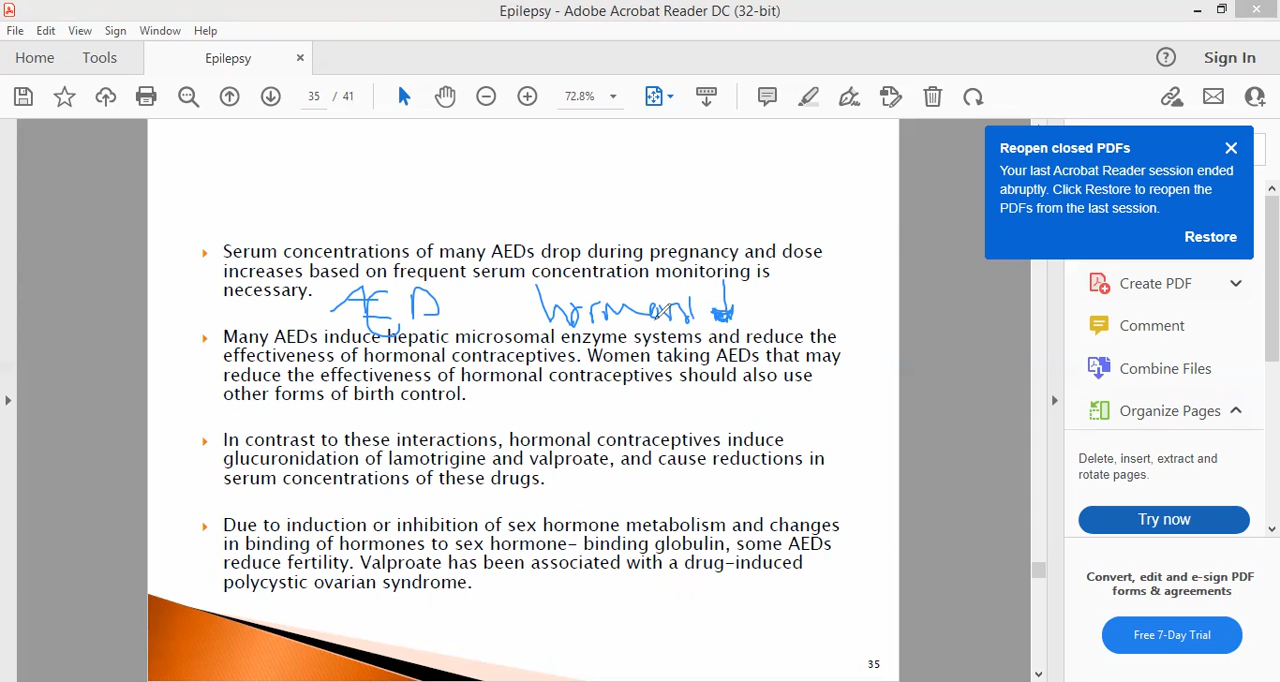 Epilepsy - Adobe Acrobat Reader DC (32-bit)
File Edit View Sign Window Help
Home Tools Epilepsy × Sign In
35 / 41 72.8%
Reopen closed PDFs
Your last Acrobat Reader session ended
abruptly. Click Restore to reopen the
PDFs from the last session.
Restore
Serum concentrations of many AEDs drop during pregnancy and dose
increases based on frequent serum concentration monitoring is
necessary.
AED hormonal ↓
Many AEDs induce hepatic microsomal enzyme systems and reduce the
effectiveness of hormonal contraceptives. Women taking AEDs that may
reduce the effectiveness of hormonal contraceptives should also use
other forms of birth control.
In contrast to these interactions, hormonal contraceptives induce
glucuronidation of lamotrigine and valproate, and cause reductions in
serum concentrations of these drugs.
Due to induction or inhibition of sex hormone metabolism and changes
in binding of hormones to sex hormone- binding globulin, some AEDs
reduce fertility. Valproate has been associated with a drug-induced
polycystic ovarian syndrome.
35
Create PDF
Comment
Combine Files
Organize Pages
Delete, insert, extract and
rotate pages.
Try now
Convert, edit and e-sign PDF
forms & agreements
Free 7-Day Trial